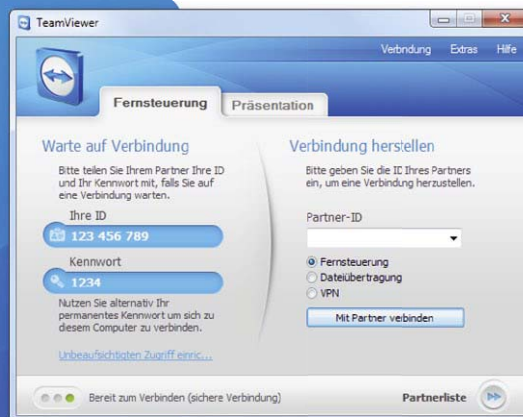 TeamViewer
Verbindung Extras Hilfe
Fernsteuerung Präsentation
Warte auf Verbindung
Bitte teilen Sie Ihrem Partner Ihre ID
und Ihr Kennwort mit, falls Sie auf
eine Verbindung warten.
Ihre ID
123 456 789
Kennwort
1234
Nutzen Sie alternativ Ihr
permanentes Kennwort um sich zu
diesem Computer zu verbinden.
Unbeaufsichtigten Zugriff einric...
Verbindung herstellen
Bitte geben Sie die ID Ihres Partners
ein, um eine Verbindung herzustellen.
Partner-ID
Fernsteuerung
Dateiübertragung
VPN
Mit Partner verbinden
Bereit zum Verbinden (sichere Verbindung)
Partnerliste